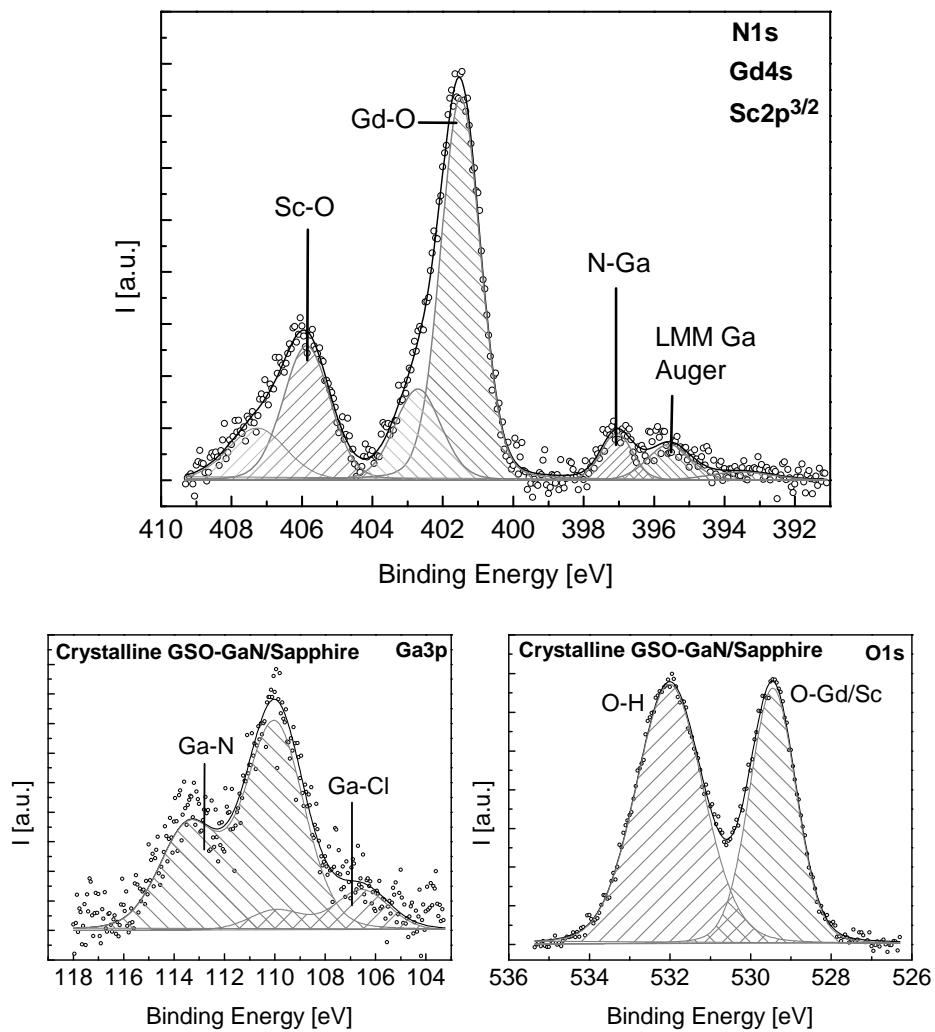 N1s
Gd4s
Sc2p3/2
Gd-O
Sc-O
N-Ga
LMM Ga
Auger
I [a.u.]
410 408 406 404 402 400 398 396 394 392
Binding Energy [eV]
Crystalline GSO-GaN/Sapphire Ga3p
Ga-N
Ga-Cl
I [a.u.]
118 116 114 112 110 108 106 104
Binding Energy [eV]
Crystalline GSO-GaN/Sapphire O1s
O-H
O-Gd/Sc
I [a.u.]
536 534 532 530 528 526
Binding Energy [eV]